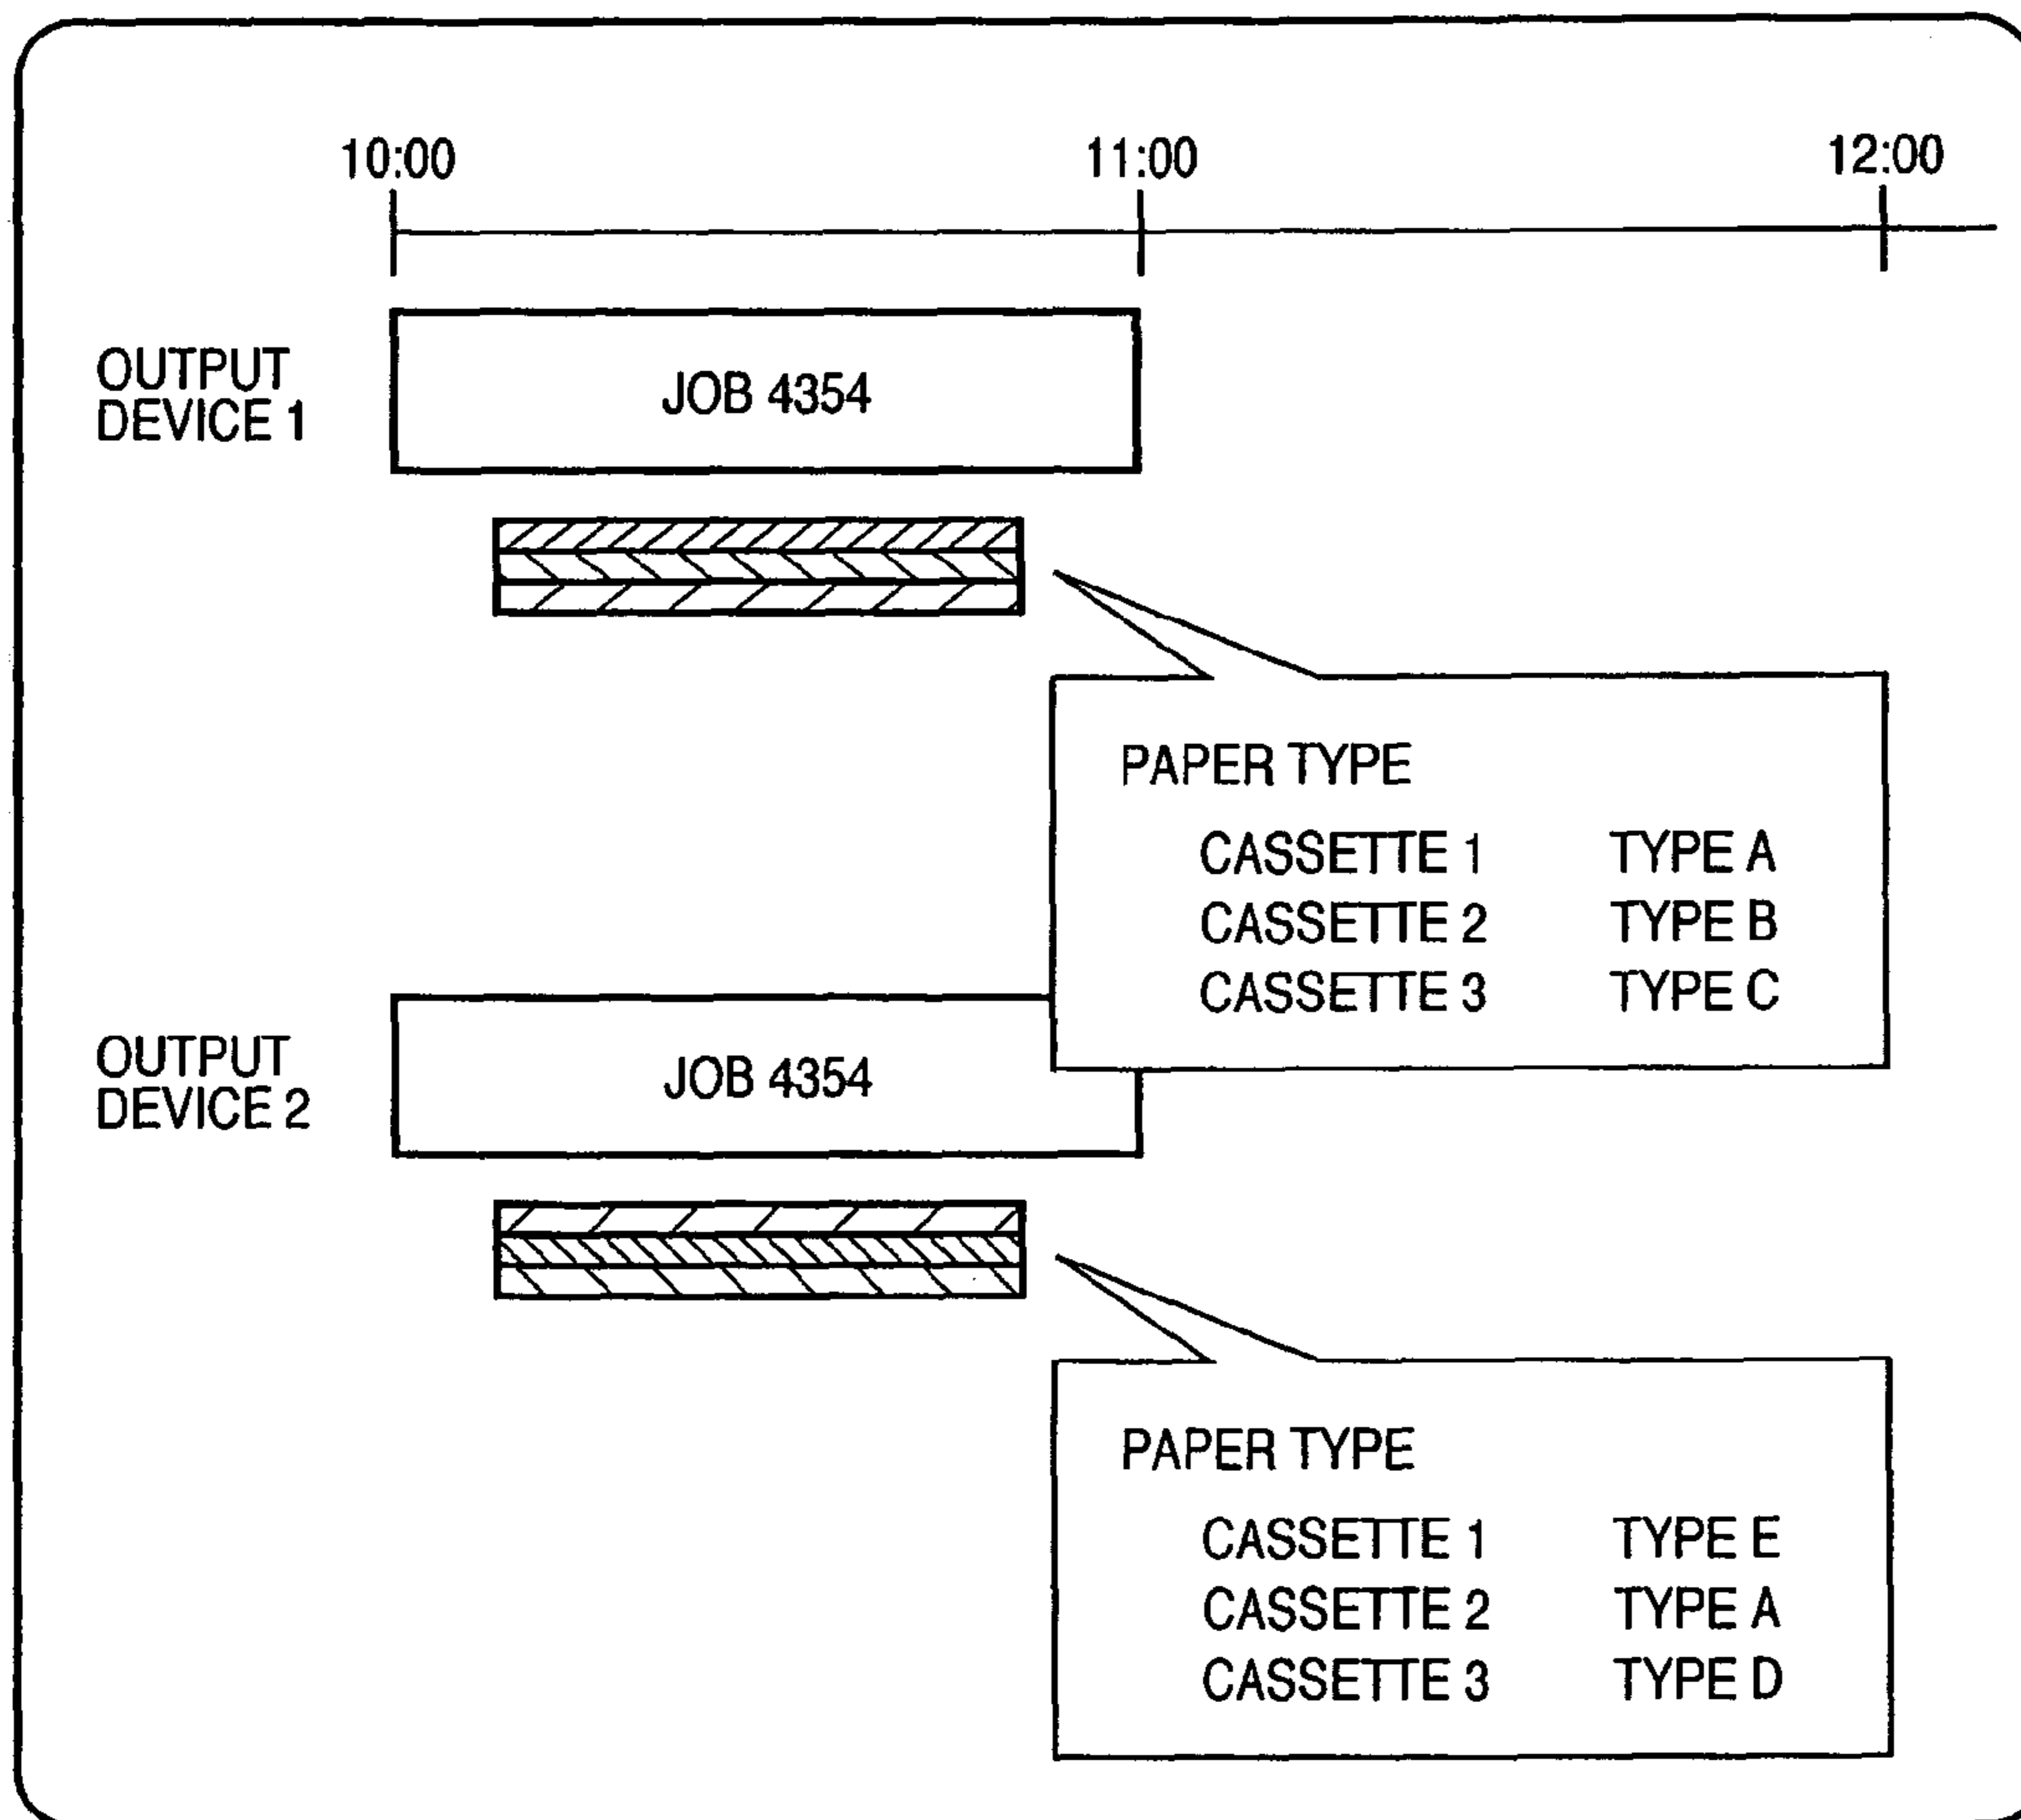 10:00 11:00 12:00
OUTPUT
DEVICE 1
JOB 4354
PAPER TYPE
CASSETTE 1 TYPE A
CASSETTE 2 TYPE B
CASSETTE 3 TYPE C
OUTPUT
DEVICE 2
JOB 4354
PAPER TYPE
CASSETTE 1 TYPE E
CASSETTE 2 TYPE A
CASSETTE 3 TYPE D